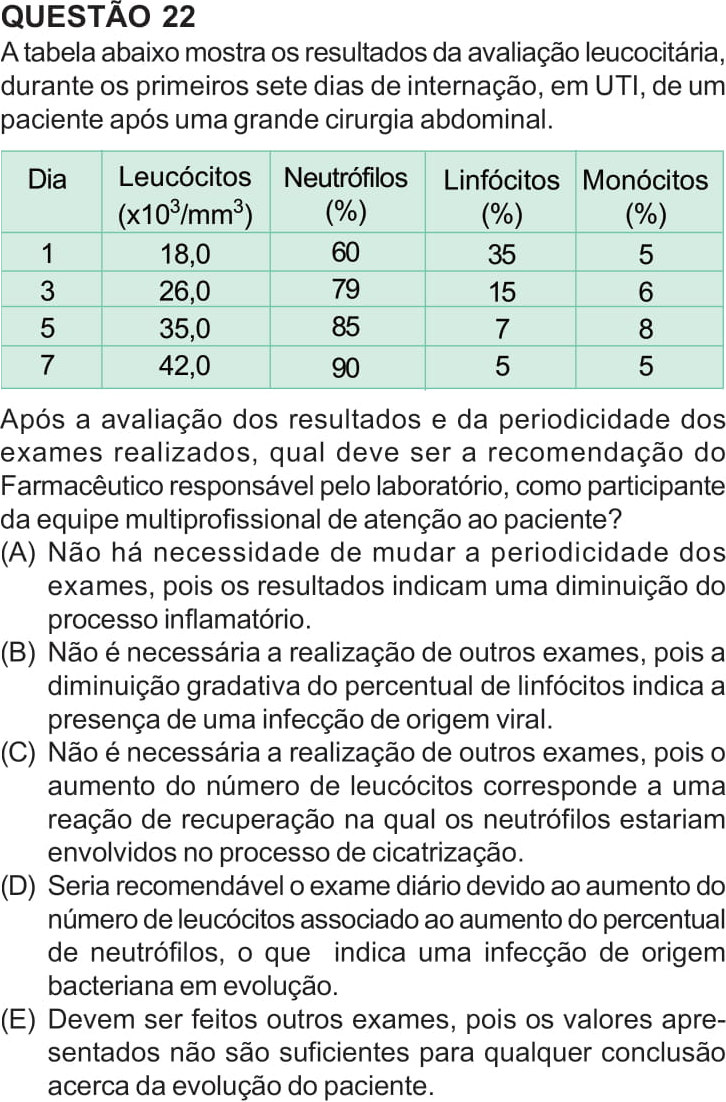 QUESTÃO 22
A tabela abaixo mostra os resultados da avaliação leucocitária,
durante os primeiros sete dias de internação, em UTI, de um
paciente após uma grande cirurgia abdominal.
Dia Leucócitos Neutrófilos Linfócitos Monócitos
(x10³/mm³) (%) (%) (%)
1 18,0 60 35 5
3 26,0 79 15 6
5 35,0 85 7 8
7 42,0 90 5 5
Após a avaliação dos resultados e da periodicidade dos
exames realizados, qual deve ser a recomendação do
Farmacêutico responsável pelo laboratório, como participante
da equipe multiprofissional de atenção ao paciente?
(A) Não há necessidade de mudar a periodicidade dos
exames, pois os resultados indicam uma diminuição do
processo inflamatório.
(B) Não é necessária a realização de outros exames, pois a
diminuição gradativa do percentual de linfócitos indica a
presença de uma infecção de origem viral.
(C) Não é necessária a realização de outros exames, pois o
aumento do número de leucócitos corresponde a uma
reação de recuperação na qual os neutrófilos estariam
envolvidos no processo de cicatrização.
(D) Seria recomendável o exame diário devido ao aumento do
número de leucócitos associado ao aumento do percentual
de neutrófilos, o que indica uma infecção de origem
bacteriana em evolução.
(E) Devem ser feitos outros exames, pois os valores apre-
sentados não são suficientes para qualquer conclusão
acerca da evolução do paciente.